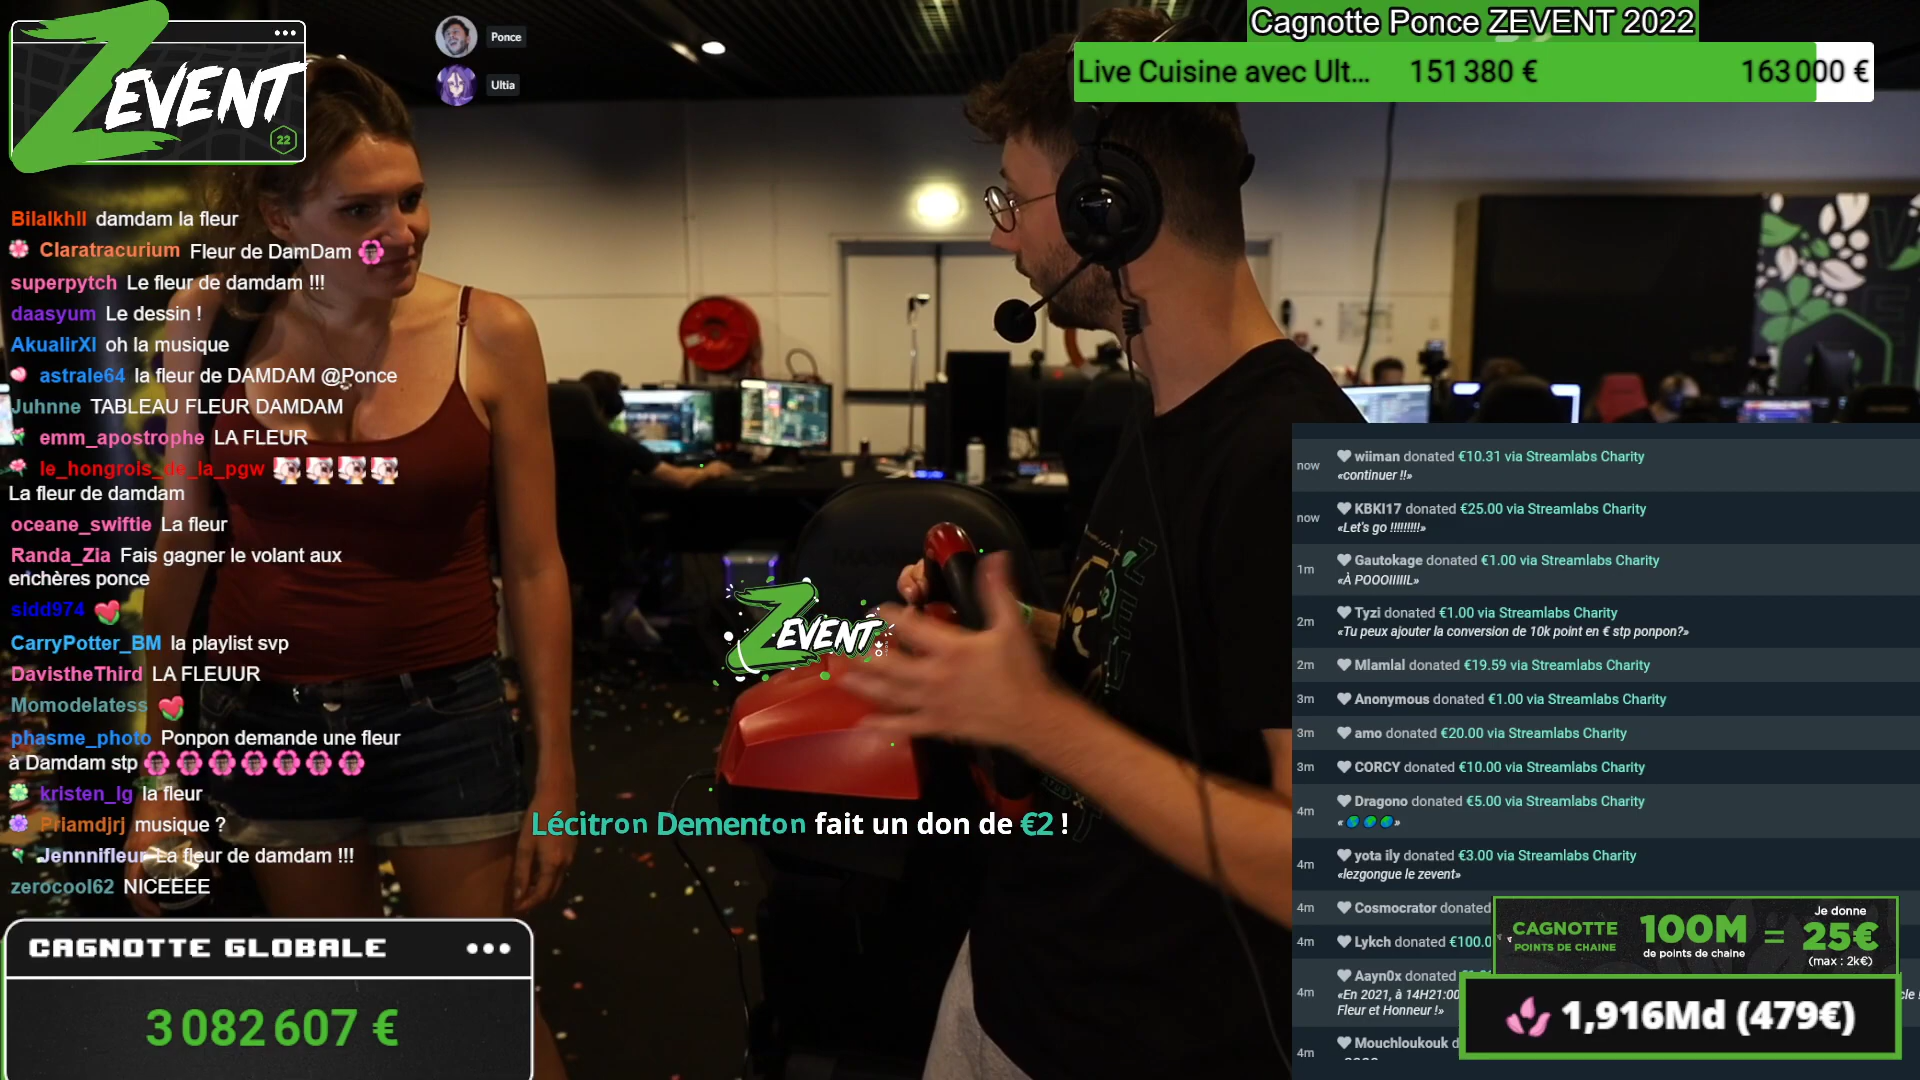 ZEVENT
22
Ponce
Ultia
Cagnotte Ponce ZEVENT 2022
Live Cuisine avec Ult... 151 380 € 163 000 €
Bilalkhll damdam la fleur
Claratracurium Fleur de DamDam
superpytch Le fleur de damdam !!!
daasyum Le dessin !
AkualirXl oh la musique
astrale64 la fleur de DAMDAM @Ponce
Juhnne TABLEAU FLEUR DAMDAM
emm_apostrophe LA FLEUR
le_hongrois_de_la_pgw
La fleur de damdam
oceane_swiftie La fleur
Randa_Zla Fais gagner le volant aux
enchères ponce
sldd974
CarryPotter_BM la playlist svp
DavistheThird LA FLEUUR
Momodelatess
phasme_photo Ponpon demande une fleur
à Damdam stp
kristen_lg la fleur
Priamdjrj musique ?
Jennnifleur La fleur de damdam !!!
zerocool62 NICEEEE
CAGNOTTE GLOBALE
3 082 607 €
ZEVENT
Lécitron Dementon fait un don de €2 !
now wiiman donated €10.31 via Streamlabs Charity
«continuer !!»
now KBKI17 donated €25.00 via Streamlabs Charity
«Let's go !!!!!!!!!»
1m Gautokage donated €1.00 via Streamlabs Charity
«À POOOIIIIIL»
2m Tyzi donated €1.00 via Streamlabs Charity
«Tu peux ajouter la conversion de 10k point en € stp ponpon?»
2m Mlamlal donated €19.59 via Streamlabs Charity
3m Anonymous donated €1.00 via Streamlabs Charity
3m amo donated €20.00 via Streamlabs Charity
3m CORCY donated €10.00 via Streamlabs Charity
4m Dragono donated €5.00 via Streamlabs Charity
« »
4m yota ily donated €3.00 via Streamlabs Charity
«lezgongue le zevent»
4m Cosmocrator donated
4m Lykch donated €100.0
4m Aayn0x donated
«En 2021, à 14H21:00
Fleur et Honneur !»
4m Mouchloukouk
CAGNOTTE
POINTS DE CHAINE
100M
de points de chaine
=
Je donne
25€
(max : 2k€)
1,916Md (479€)